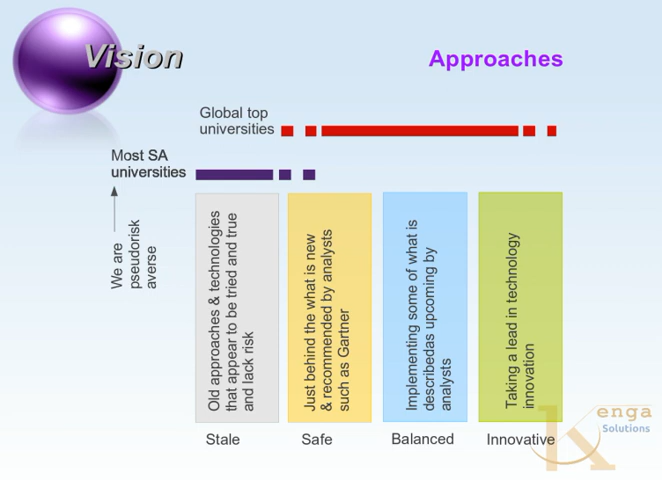 Vision
Approaches
Global top
universities
Most SA
universities
We are
pseudorisk
averse
Old approaches & technologies
that appear to be tried and true
and lack risk
Just behind the what is new
& recommended by analysts
such as Gartner
Implementing some of what is
describedas upcoming by
analysts
Taking a lead in technology
innovation
Stale
Safe
Balanced
Innovative
Kenga
Solutions